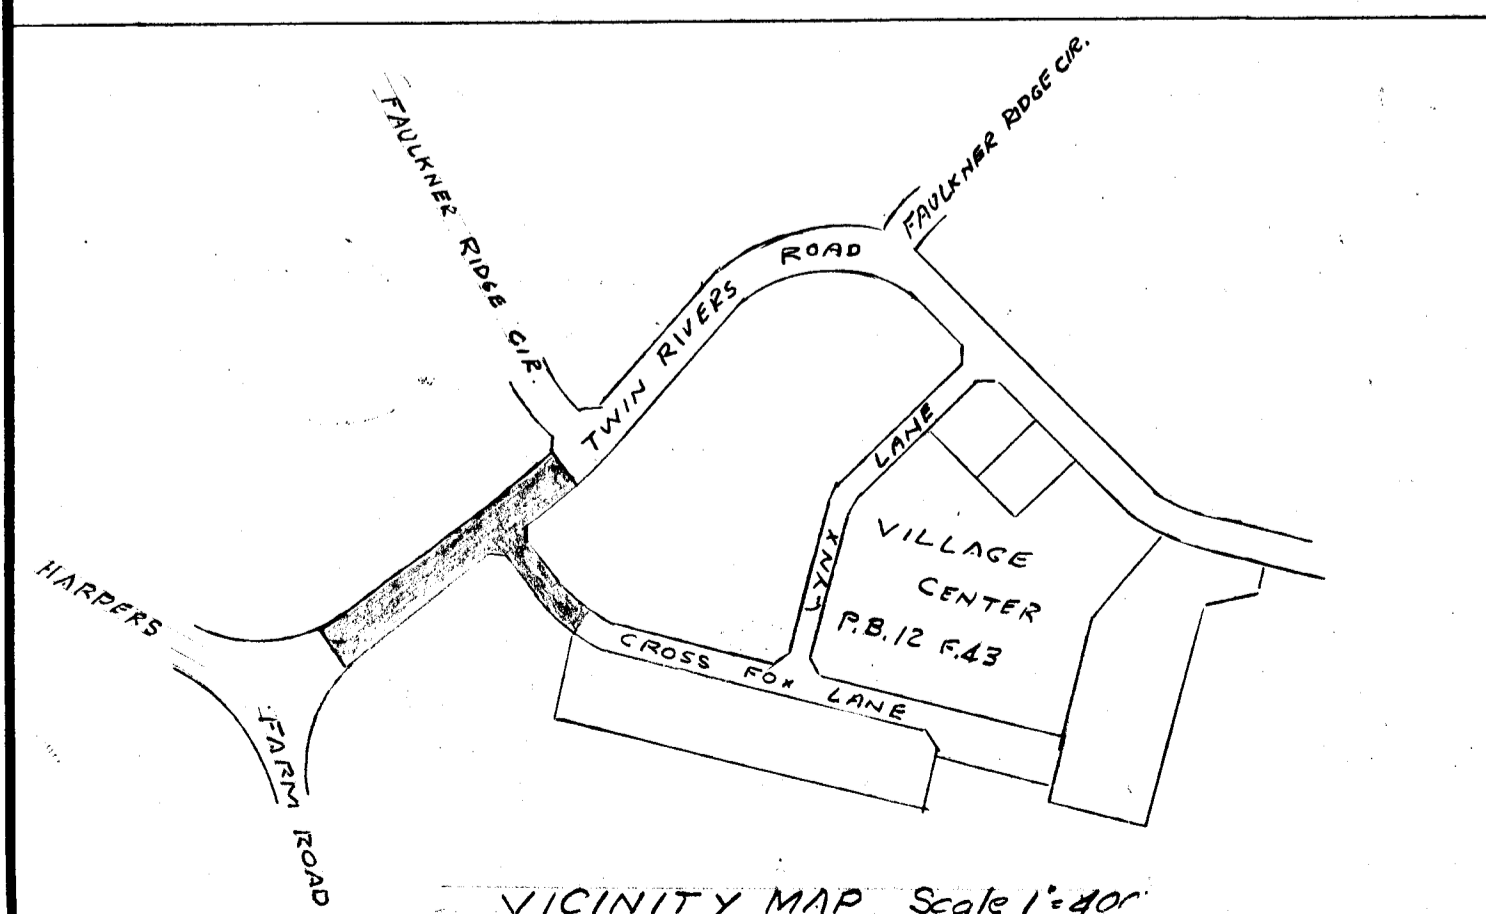 FAULKNER RIDGE CIR.
FAULKNER RIDGE CIR.
TWIN RIVERS ROAD
LYNX LANE
VILLAGE
CENTER
P.B. 12 F.43
HARPERS FARM ROAD
CROSS FOX LANE
VICINITY MAP Scale